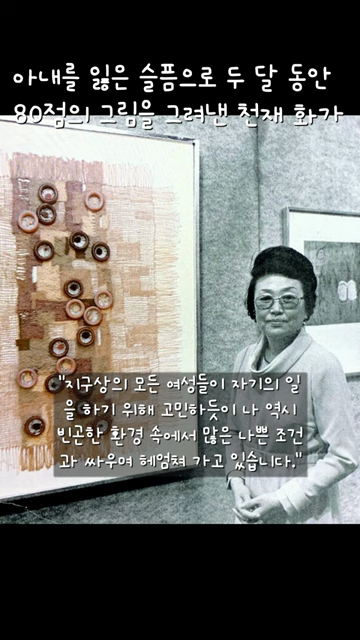 아내를 잃은 슬픔으로 두 달 동안
80점의 그림을 그려낸 천재 화가
"지구상의 모든 여성들이 자기의 일
을 하기 위해 고민하듯이 나 역시
빈곤한 환경 속에서 많은 나쁜 조건
과 싸우며 헤엄쳐 가고 있습니다."